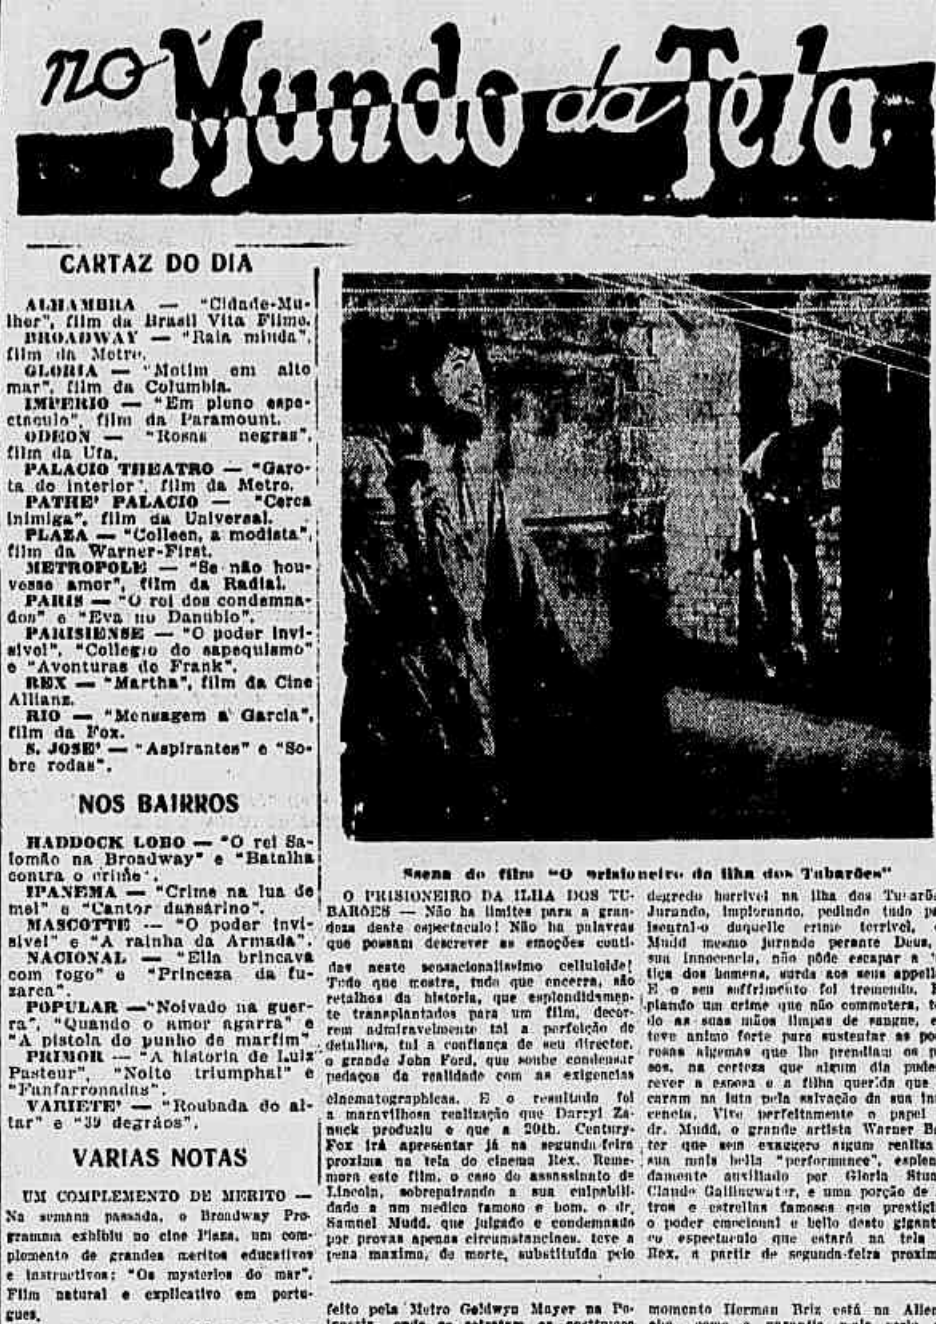 no Mundo da Tela
CARTAZ DO DIA
ALHAMBRA — "Cidade-Mu-
lher", film da Brasil Vita Filme.
BROADWAY — "Raia miuda",
film da Metro.
GLORIA — "Motim em alto
mar", film da Columbia.
IMPERIO — "Em pleno espe-
ctaculo", film da Paramount.
ODEON — "Rosas negras",
film da Ufa.
PALACIO THEATRO — "Garo-
ta do interior", film da Metro.
PATHE' PALACIO — "Cerca
inimiga", film da Universal.
PLAZA — "Colleen, a modista",
film da Warner-First.
METROPOLE — "Se não hou-
vesse amor", film da Radial.
PARIS — "O rei dos condemna-
dos" e "Eva no Danubio".
PARISIENSE — "O poder invi-
sivel", "Collegio do sapequismo"
e "Aventuras de Frank".
REX — "Martha", film da Cine
Allianz.
RIO — "Mensagem a Garcia",
film da Fox.
S. JOSE' — "Aspirantes" e "So-
bre rodas".
NOS BAIRROS
HADDOCK LOBO — "O rei Sa-
lomão na Broadway" e "Batalha
contra o crime".
IPANEMA — "Crime na lua de
mel" e "Cantor dansarino".
MASCOTTE — "O poder invi-
sivel" e "A rainha da Armada".
NACIONAL — "Ella brincava
com fogo" e "Princeza da fu-
zarca".
POPULAR — "Noivado na guer-
ra", "Quando o amor agarra" e
"A pistola do punho de marfim"
PRIMOR — "A historia de Luiz
Pasteur", "Noite triumphal" e
"Fanfarronadas".
VARIETE' — "Roubada do al-
tar" e "39 degrãos".
VARIAS NOTAS
UM COMPLEMENTO DE MERITO —
Na semana passada, o Broadway Pro-
gramma exhibiu no cine Plaza, um com-
plemento de grandes meritos educativos
e instructivos: "Os mysterios do mar".
Film natural e explicativo em portu-
gues.
Scena do film "O prisioneiro da ilha dos Tubarões"
O PRISIONEIRO DA ILHA DOS TU-
BARÕES — Não ha limites para a gran-
deza deste espectaculo! Não ha palavras
que possam descrever as emoções conti-
das neste sensacionalissimo celluloide!
Tudo que mostra, tudo que encerra, são
retalhos da historia, que esplendidamen-
te transplantados para um film, decor-
rem admiravelmente tal a perfeição de
detalhes, tal a confiança de seu director,
o grande John Ford, que soube condensar
pedaços da realidade com as exigencias
cinematographicas. E o resultado foi
a maravilhosa realização que Darryl Za-
nuck produziu e que a 20th. Century-
Fox irá apresentar já na segunda-feira
proxima na tela do cinema Rex. Reme-
mora este film, o caso do assassinato de
Lincoln, sobrepairando a sua culpabili-
dade a um medico famoso e bom, o dr.
Samuel Mudd, que julgado e condemnado
por provas apenas circumstancines, teve a
pena maxima, de morte, substituida pelo
degredo horrivel na ilha dos Tubarõ
Jurando, implorando, pedindo tudo
isental-o daquelle crime terrivel,
Mudd mesmo jurando perante Deus,
sua innocencia, não pôde escapar a
tiça dos homens, surda aos seus appell
E o seu soffrimento foi tremendo.
piando um crime que não commetera,
do as suas mãos limpas de sangue,
teve animo forte para sustentar as
rosas algemas que lhe prendiam os
sos, na certeza que algum dia pude
rever a esposa e a filha querida que
caram na luta pela salvação da sua
cencia. Vive perfeitamente o papel
dr. Mudd, o grande artista Warner B
ter que sem exaggero algum realiza
sua mais bella "performance", esplen
damente auxiliado por Gloria Stua
Claude Gallingwater, e uma porção de
tros e estrellas famosos que prestigi
o poder emocional e bello deste gigant
co espectaculo que estará na tela
Rex, a partir de segunda-feira proxim
feito pela Metro Goldwyn Mayer na Po-
momento Herman Briz está na Alle